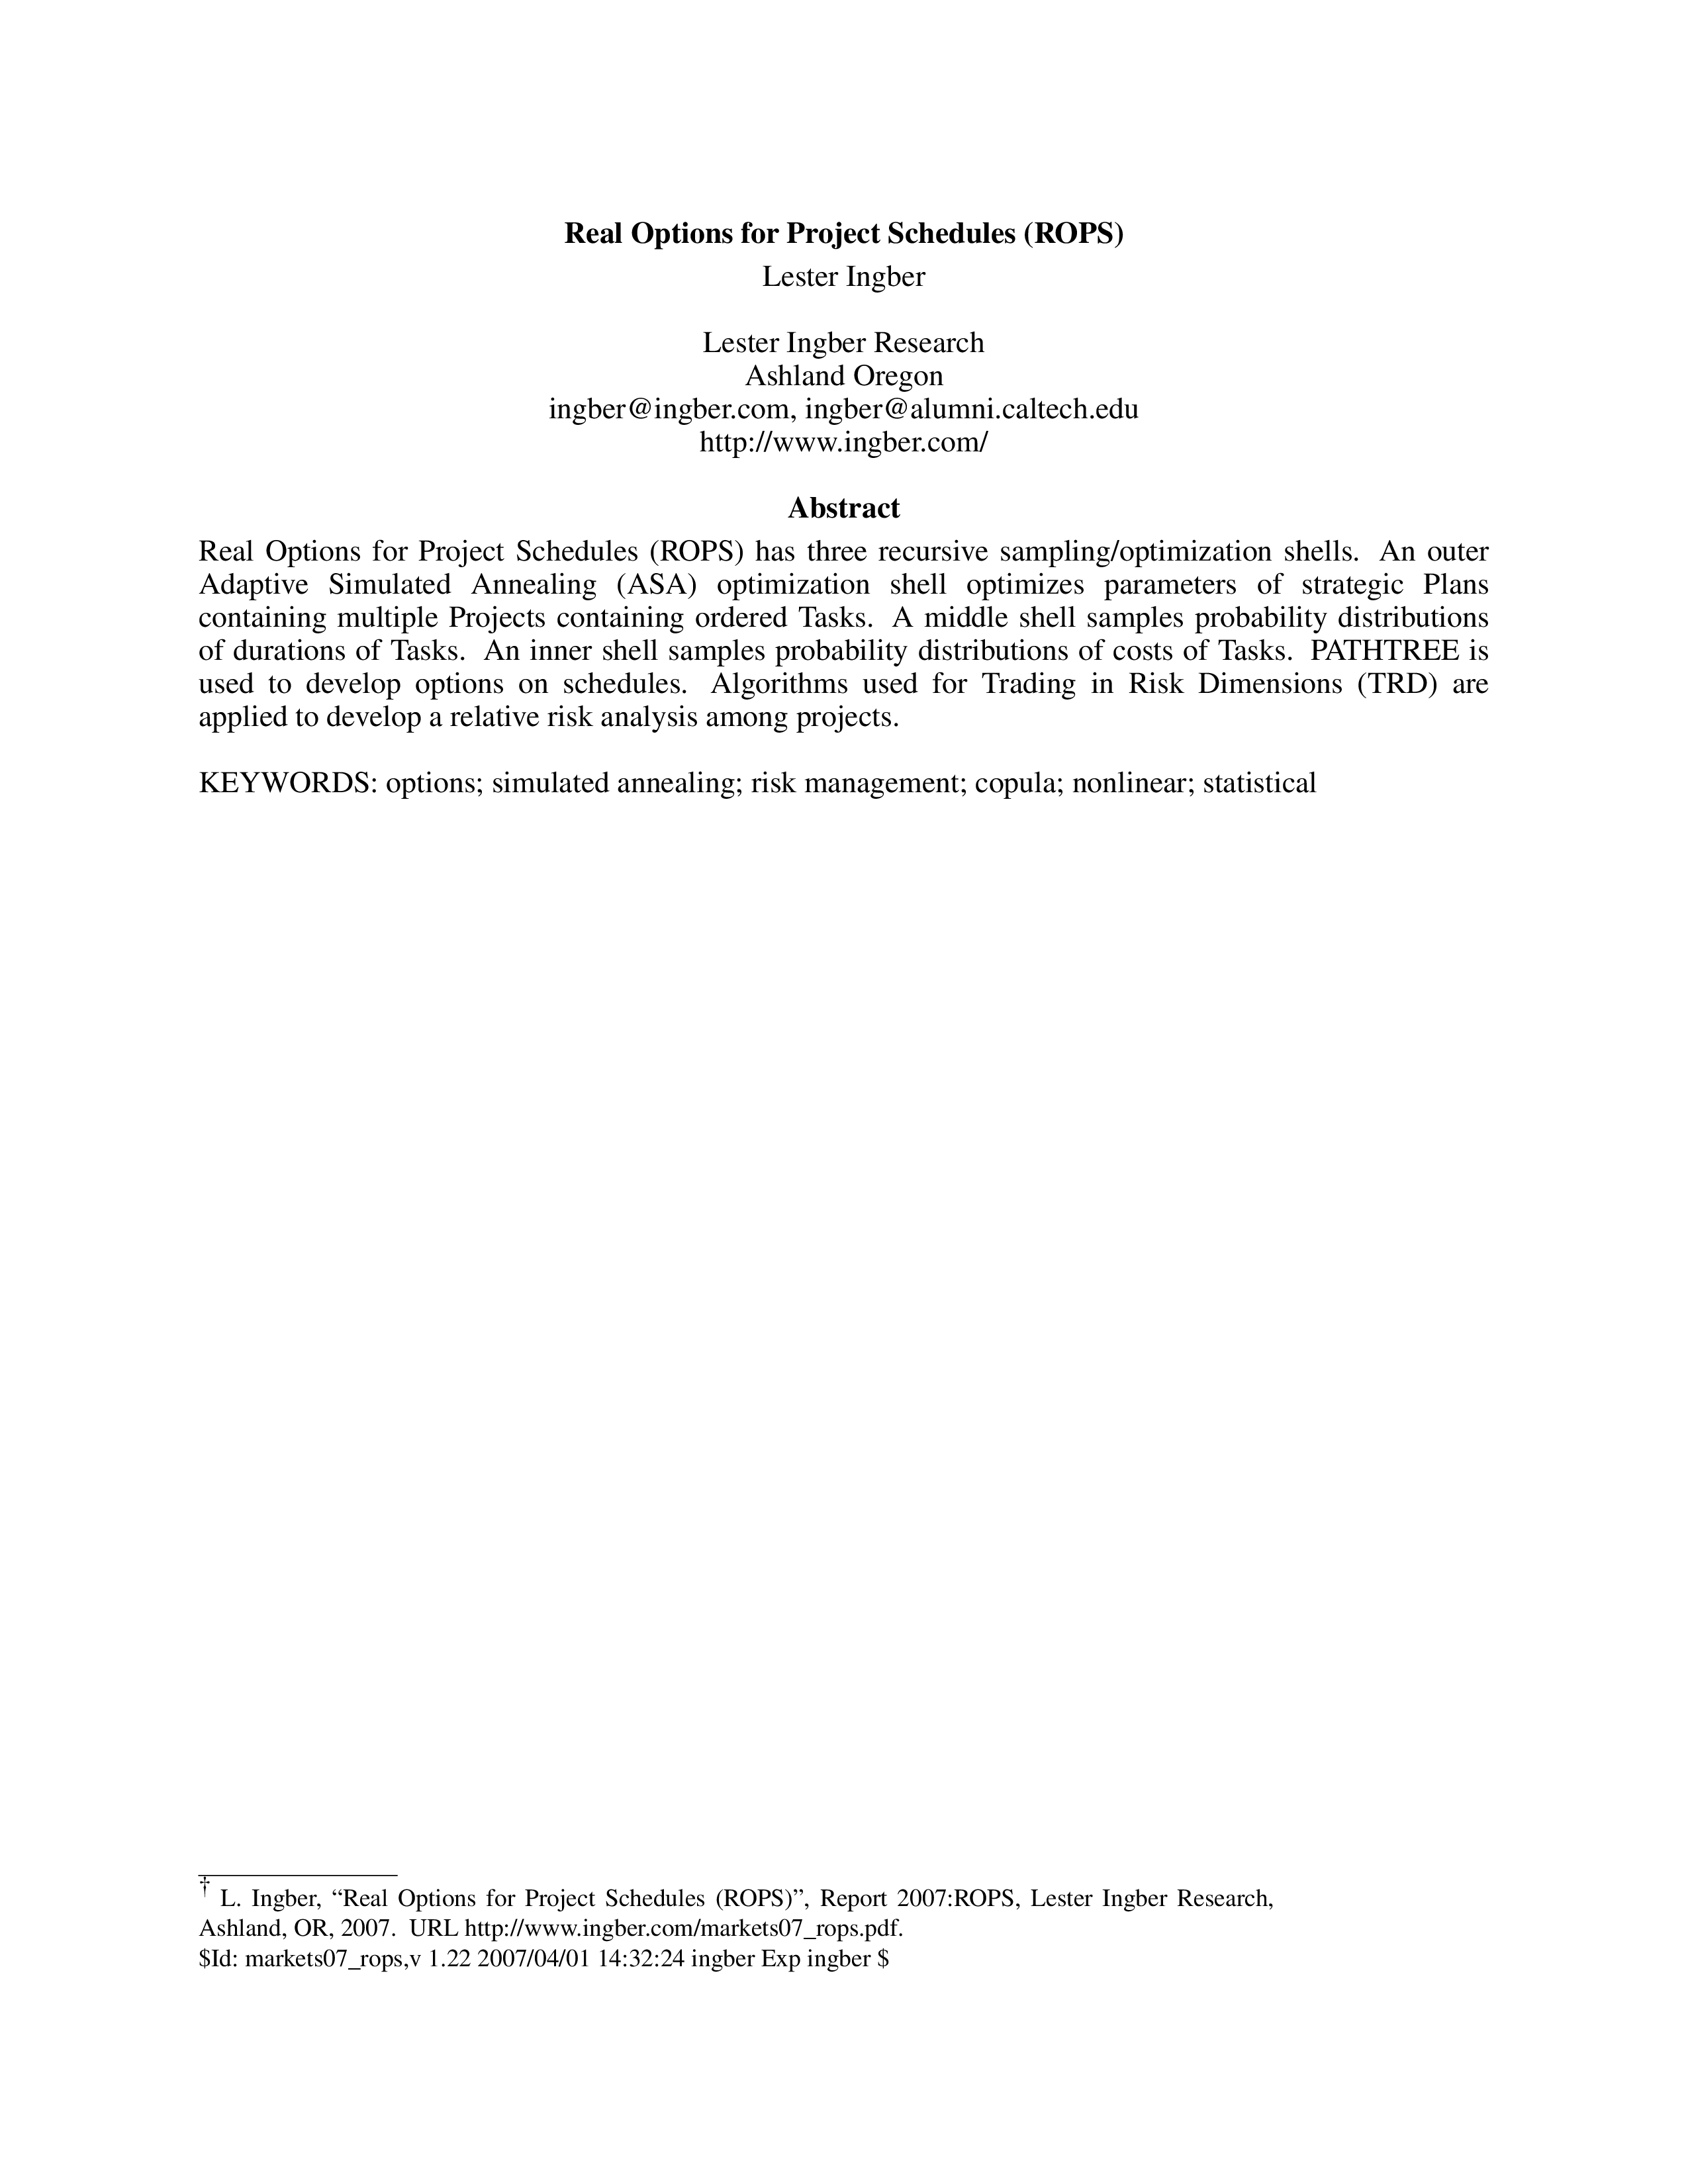 Real Options for Project Schedules (ROPS)
Lester Ingber
Lester Ingber Research
Ashland Oregon
ingber@ingber.com, ingber@alumni.caltech.edu
http://www.ingber.com/
Abstract
Real Options for Project Schedules (ROPS) has three recursive sampling/optimization shells. An outer
Adaptive Simulated Annealing (ASA) optimization shell optimizes parameters of strategic Plans
containing multiple Projects containing ordered Tasks. A middle shell samples probability distributions
of durations of Tasks. An inner shell samples probability distributions of costs of Tasks. PATHTREE is
used to develop options on schedules. Algorithms used for Trading in Risk Dimensions (TRD) are
applied to develop a relative risk analysis among projects.
KEYWORDS: options; simulated annealing; risk management; copula; nonlinear; statistical
† L. Ingber, “Real Options for Project Schedules (ROPS)”, Report 2007:ROPS, Lester Ingber Research,
Ashland, OR, 2007. URL http://www.ingber.com/markets07_rops.pdf.
$Id: markets07_rops,v 1.22 2007/04/01 14:32:24 ingber Exp ingber $